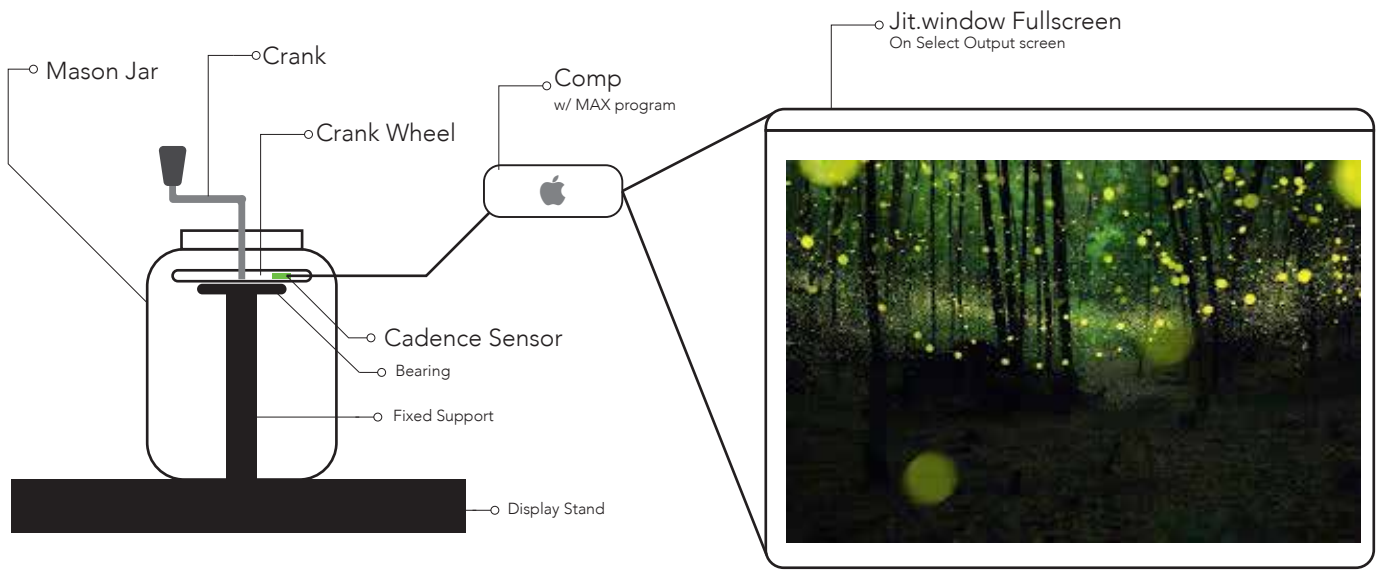 Mason Jar
Crank
Crank Wheel
Comp
w/ MAX program
Jit.window Fullscreen
On Select Output screen
Cadence Sensor
Bearing
Fixed Support
Display Stand